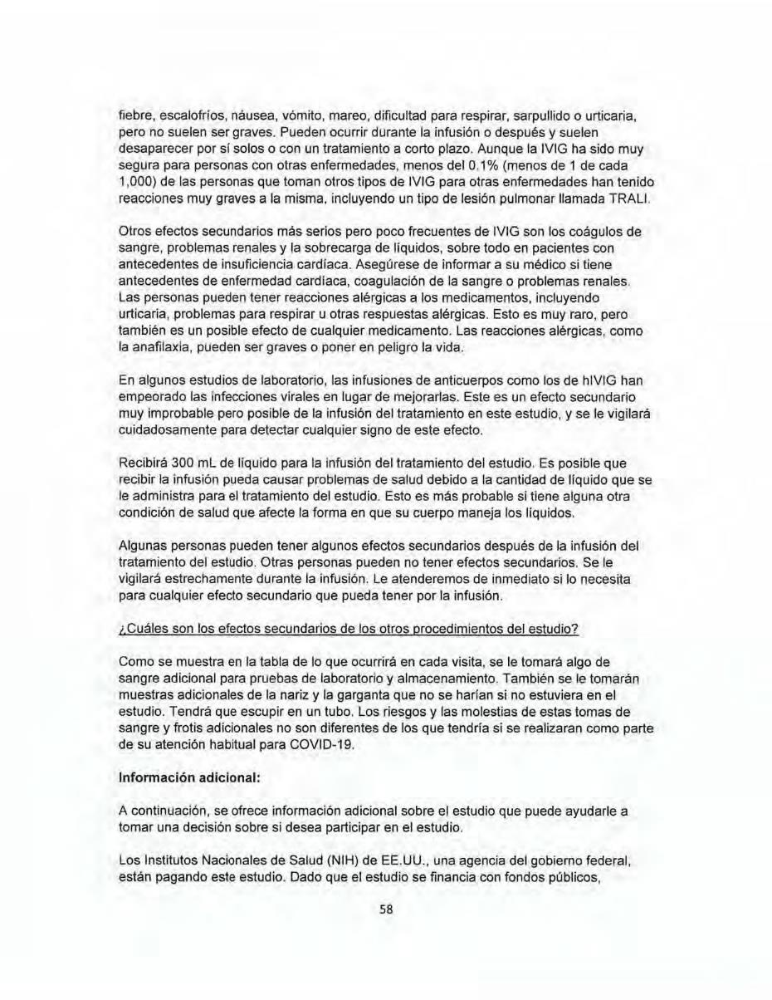 fiebre, escalofríos, náusea, vómito, mareo, dificultad para respirar, sarpullido o urticaria,
pero no suelen ser graves. Pueden ocurrir durante la infusión o después y suelen
desaparecer por sí solos o con un tratamiento a corto plazo. Aunque la IVIG ha sido muy
segura para personas con otras enfermedades, menos del 0.1% (menos de 1 de cada
1,000) de las personas que toman otros tipos de IVIG para otras enfermedades han tenido
reacciones muy graves a la misma, incluyendo un tipo de lesión pulmonar llamada TRALI.
Otros efectos secundarios más serios pero poco frecuentes de IVIG son los coágulos de
sangre, problemas renales y la sobrecarga de líquidos, sobre todo en pacientes con
antecedentes de insuficiencia cardíaca. Asegúrese de informar a su médico si tiene
antecedentes de enfermedad cardíaca, coagulación de la sangre o problemas renales.
Las personas pueden tener reacciones alérgicas a los medicamentos, incluyendo
urticaria, problemas para respirar u otras respuestas alérgicas. Esto es muy raro, pero
también es un posible efecto de cualquier medicamento. Las reacciones alérgicas, como
la anafilaxia, pueden ser graves o poner en peligro la vida.
En algunos estudios de laboratorio, las infusiones de anticuerpos como los de hIVIG han
empeorado las infecciones virales en lugar de mejorarlas. Este es un efecto secundario
muy improbable pero posible de la infusión del tratamiento en este estudio, y se le vigilará
cuidadosamente para detectar cualquier signo de este efecto.
Recibirá 300 mL de líquido para la infusión del tratamiento del estudio. Es posible que
recibir la infusión pueda causar problemas de salud debido a la cantidad de líquido que se
le administra para el tratamiento del estudio. Esto es más probable si tiene alguna otra
condición de salud que afecte la forma en que su cuerpo maneja los líquidos.
Algunas personas pueden tener algunos efectos secundarios después de la infusión del
tratamiento del estudio. Otras personas pueden no tener efectos secundarios. Se le
vigilará estrechamente durante la infusión. Le atenderemos de inmediato si lo necesita
para cualquier efecto secundario que pueda tener por la infusión.
¿Cuáles son los efectos secundarios de los otros procedimientos del estudio?
Como se muestra en la tabla de lo que ocurrirá en cada visita, se le tomará algo de
sangre adicional para pruebas de laboratorio y almacenamiento. También se le tomarán
muestras adicionales de la nariz y la garganta que no se harían si no estuviera en el
estudio. Tendrá que escupir en un tubo. Los riesgos y las molestias de estas tomas de
sangre y frotis adicionales no son diferentes de los que tendría si se realizaran como parte
de su atención habitual para COVID-19.
Información adicional:
A continuación, se ofrece información adicional sobre el estudio que puede ayudarle a
tomar una decisión sobre si desea participar en el estudio.
Los Institutos Nacionales de Salud (NIH) de EE.UU., una agencia del gobierno federal,
están pagando este estudio. Dado que el estudio se financia con fondos públicos,
58